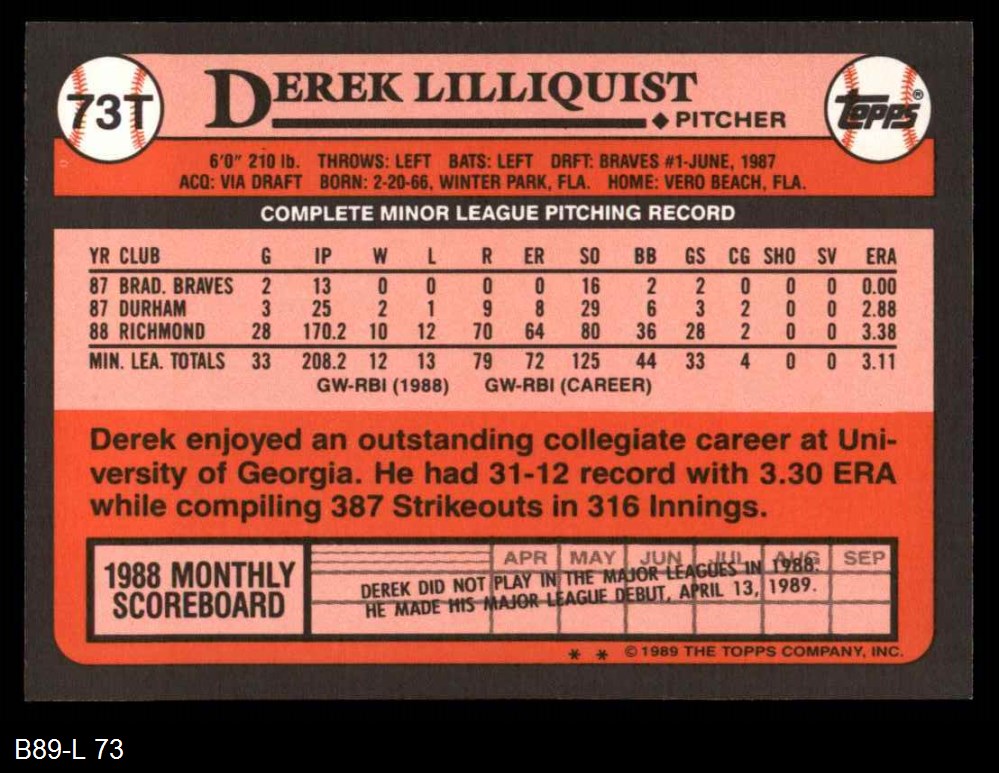 73T DEREK LILLIQUIST TOPPS®
◆ PITCHER
6'0" 210 lb. THROWS: LEFT BATS: LEFT DRFT: BRAVES #1-JUNE, 1987
ACQ: VIA DRAFT BORN: 2-20-66, WINTER PARK, FLA. HOME: VERO BEACH, FLA.
COMPLETE MINOR LEAGUE PITCHING RECORD
YR CLUB G IP W L R ER SO BB GS CG SHO SV ERA
87 BRAD. BRAVES 2 13 0 0 0 0 16 2 2 0 0 0 0.00
87 DURHAM 3 25 2 1 9 8 29 6 3 2 0 0 2.88
88 RICHMOND 28 170.2 10 12 70 64 80 36 28 2 0 0 3.38
MIN. LEA. TOTALS 33 208.2 12 13 79 72 125 44 33 4 0 0 3.11
GW-RBI (1988) GW-RBI (CAREER)
Derek enjoyed an outstanding collegiate career at Uni-
versity of Georgia. He had 31-12 record with 3.30 ERA
while compiling 387 Strikeouts in 316 Innings.
1988 MONTHLY
SCOREBOARD
APR MAY JUN JUL AUG SEP
DEREK DID NOT PLAY IN THE MAJOR LEAGUES IN 1988.
HE MADE HIS MAJOR LEAGUE DEBUT, APRIL 13, 1989.
* * © 1989 THE TOPPS COMPANY, INC.
B89-L 73